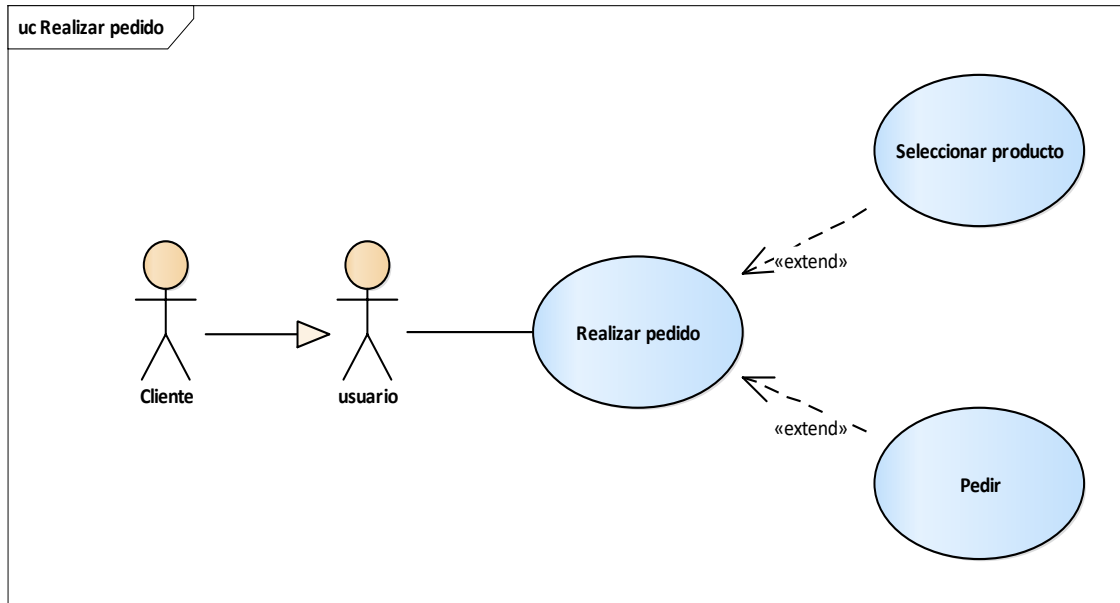 uc Realizar pedido
Seleccionar producto
«extend»
Realizar pedido
Cliente
usuario
«extend»
Pedir